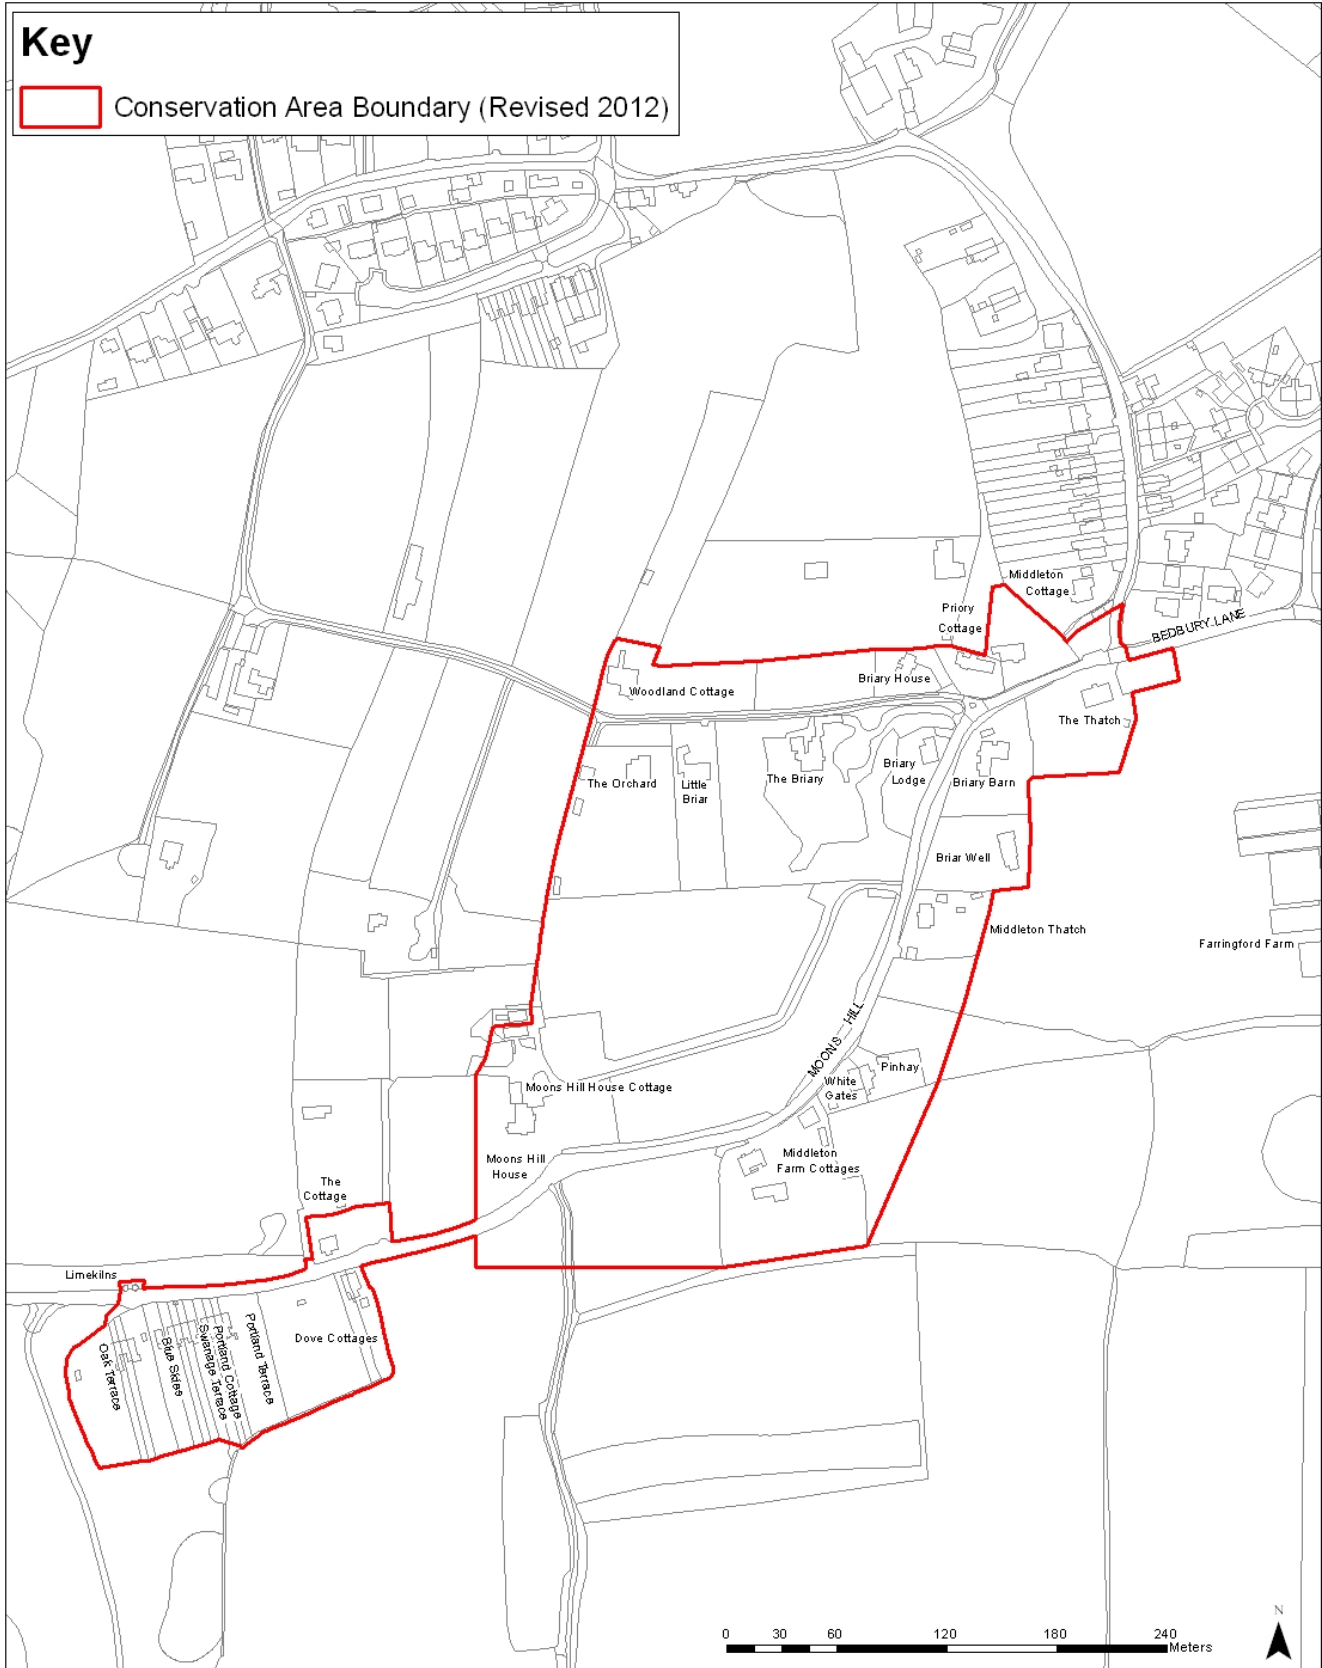 Key
Conservation Area Boundary (Revised 2012)
Middleton
Cottage
Priory
Cottage
BEDBURY LANE
Woodland Cottage
Briary House
The Thatch
The Orchard
Little
Briar
The Briary
Briary
Lodge
Briary Barn
Briar Well
Middleton Thatch
Farringford Farm
MOONS HILL
Pinhay
White
Gates
Moons Hill House Cottage
Middleton
Farm Cottages
Moons Hill
House
The
Cottage
Limekilns
Dove Cottages
Oak Terrace
Blue Skies
Swanage Terrace
Portland Cottage
Portland Terrace
N
0 30 60 120 180 240
Meters